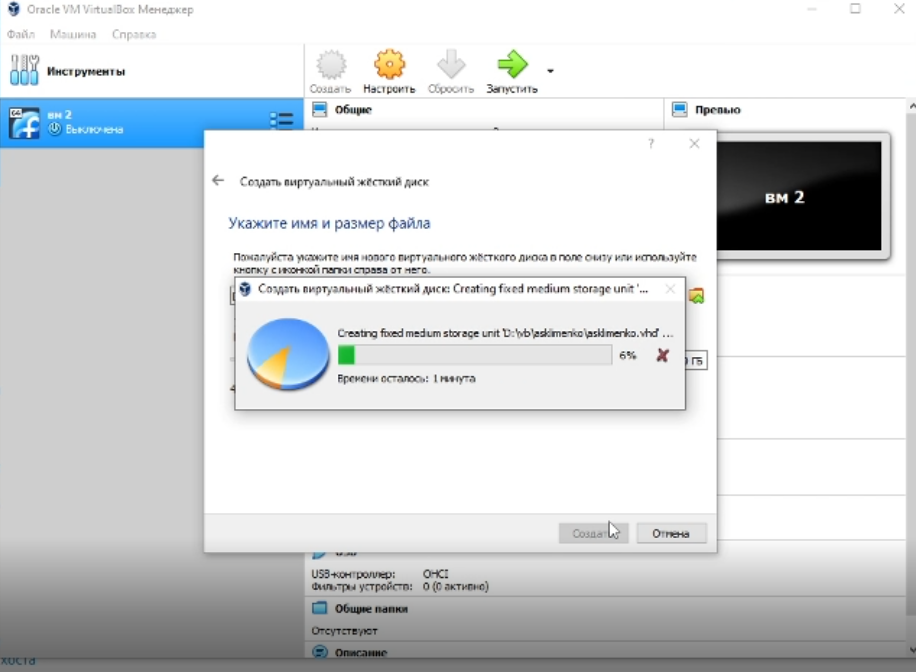 Oracle VM VirtualBox Менеджер
Файл Машина Справка
Инструменты
Создать Настроить Сбросить Запустить
64
вм 2
Выключена
Общие
Превью
вм 2
?
Создать виртуальный жёсткий диск
Укажите имя и размер файла
Пожалуйста укажите имя нового виртуального жёсткого диска в поле снизу или используйте
кнопку с иконкой папки справа от него.
Создать виртуальный жёсткий диск: Creating fixed medium storage unit '...
Creating fixed medium storage unit 'D:\vb\asklimenko\asklimenko.vhd' ...
6%
ГБ
Времени осталось: 1 минута
Создать Отмена
USB
USB-контроллер: OHCI
Фильтры устройств: 0 (0 активно)
Общие папки
Отсутствуют
Описание
хоста